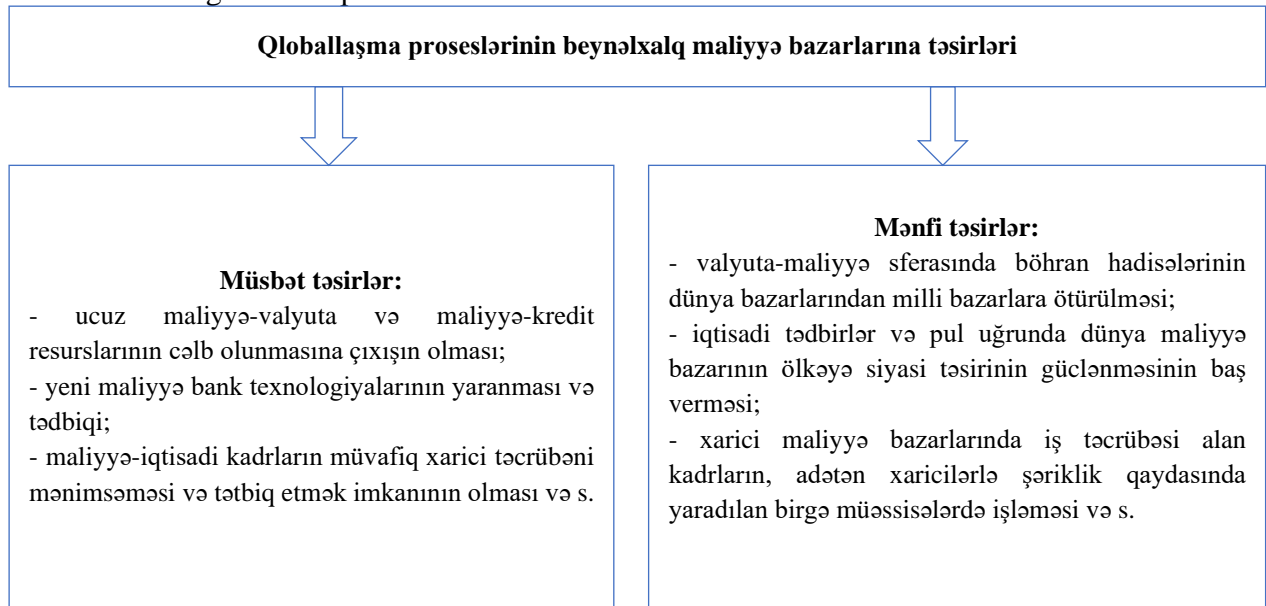 Qloballaşma proseslərinin beynəlxalq maliyyə bazarlarına təsirləri
Müsbət təsirlər:
- ucuz maliyyə-valyuta və maliyyə-kredit
resurslarının cəlb olunmasına çıxışın olması;
- yeni maliyyə bank texnologiyalarının yaranması və
tədbiqi;
- maliyyə-iqtisadi kadrların müvafiq xarici təcrübəni
mənimsəməsi və tətbiq etmək imkanının olması və s.
Mənfi təsirlər:
- valyuta-maliyyə sferasında böhran hadisələrinin
dünya bazarlarından milli bazarlara ötürülməsi;
- iqtisadi tədbirlər və pul uğrunda dünya maliyyə
bazarının ölkəyə siyasi təsirinin güclənməsinin baş
verməsi;
- xarici maliyyə bazarlarında iş təcrübəsi alan
kadrların, adətən xaricilərlə şəriklik qaydasında
yaradılan birgə müəssisələrdə işləməsi və s.